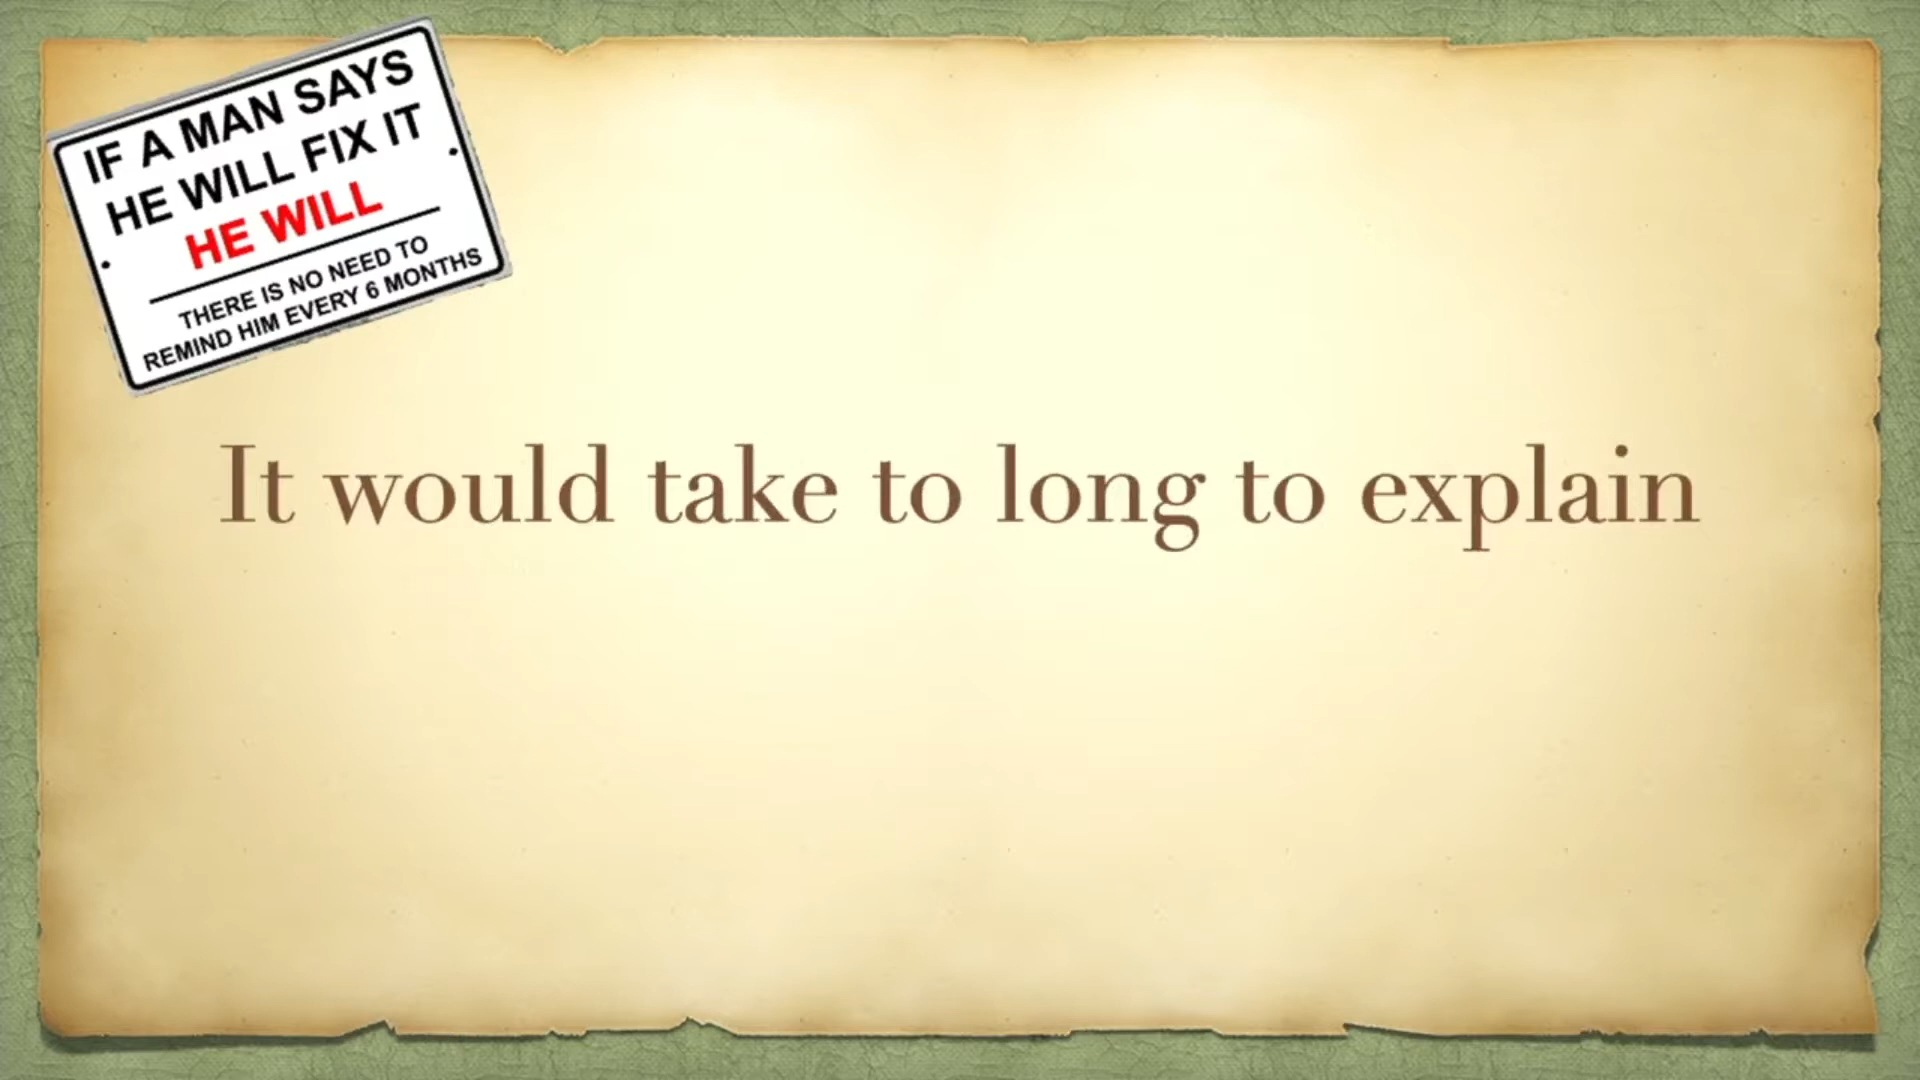 IF A MAN SAYS
HE WILL FIX IT
HE WILL
THERE IS NO NEED TO
REMIND HIM EVERY 6 MONTHS
It would take to long to explain